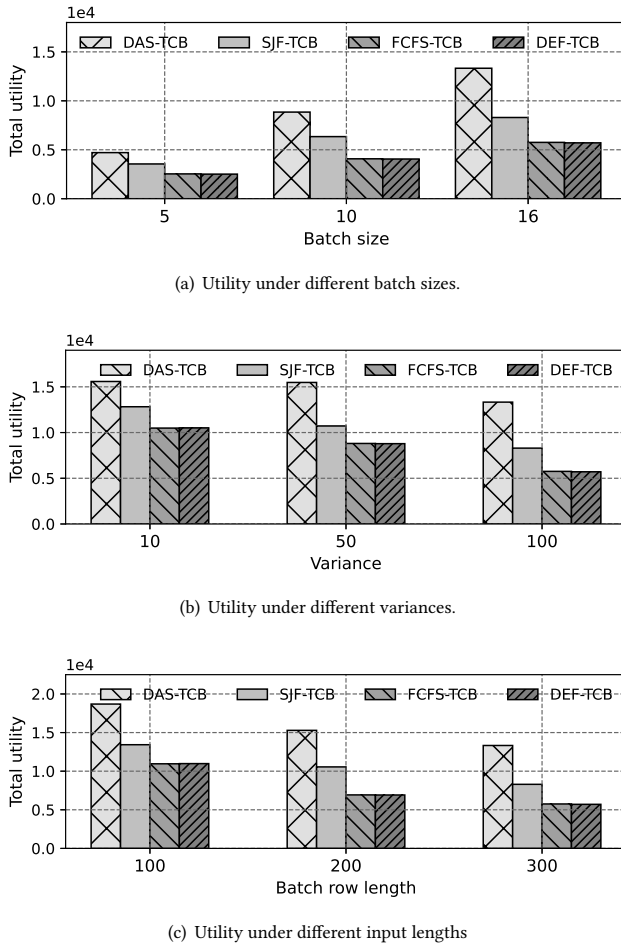 1e4
DAS-TCB SJF-TCB FCFS-TCB DEF-TCB
1.5
1.0
0.5
0.0
Total utility
5 10 16
Batch size
(a) Utility under different batch sizes.
1e4
DAS-TCB SJF-TCB FCFS-TCB DEF-TCB
1.5
1.0
0.5
0.0
Total utility
10 50 100
Variance
(b) Utility under different variances.
1e4
DAS-TCB SJF-TCB FCFS-TCB DEF-TCB
2.0
1.5
1.0
0.5
0.0
Total utility
100 200 300
Batch row length
(c) Utility under different input lengths